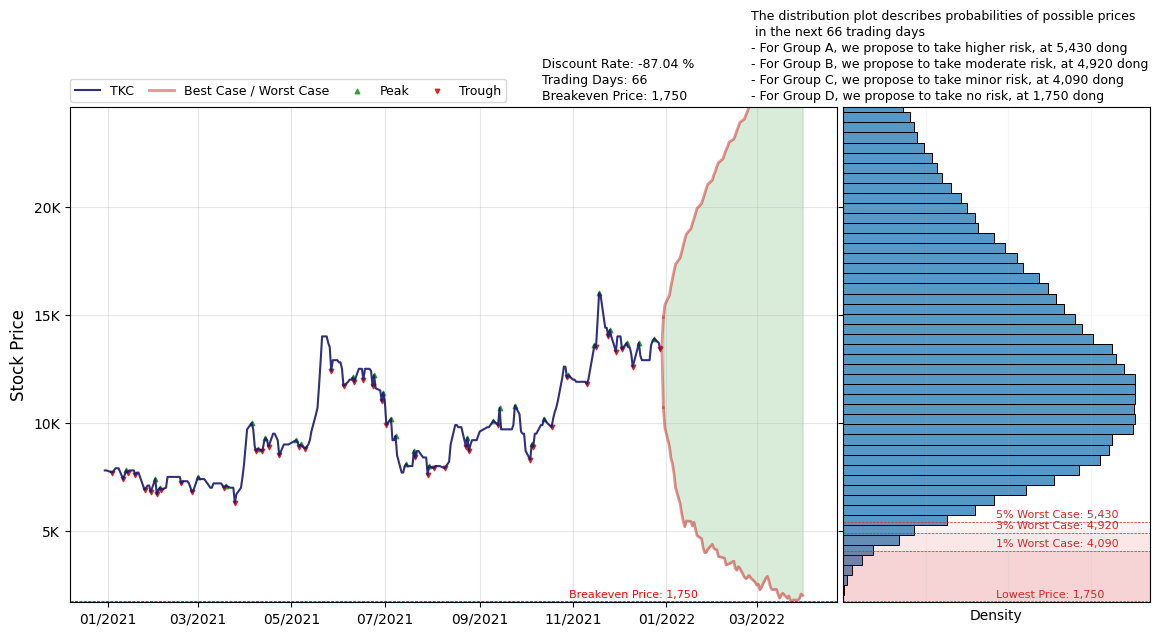 The distribution plot describes probabilities of possible prices
in the next 66 trading days
- For Group A, we propose to take higher risk, at 5,430 dong
- For Group B, we propose to take moderate risk, at 4,920 dong
- For Group C, we propose to take minor risk, at 4,090 dong
- For Group D, we propose to take no risk, at 1,750 dong
Discount Rate: -87.04 %
Trading Days: 66
Breakeven Price: 1,750
TKC Best Case / Worst Case Peak Trough
Stock Price
20K
15K
10K
5K
Breakeven Price: 1,750
01/2021 03/2021 05/2021 07/2021 09/2021 11/2021 01/2022 03/2022
5% Worst Case: 5,430
3% Worst Case: 4,920
1% Worst Case: 4,090
Lowest Price: 1,750
Density